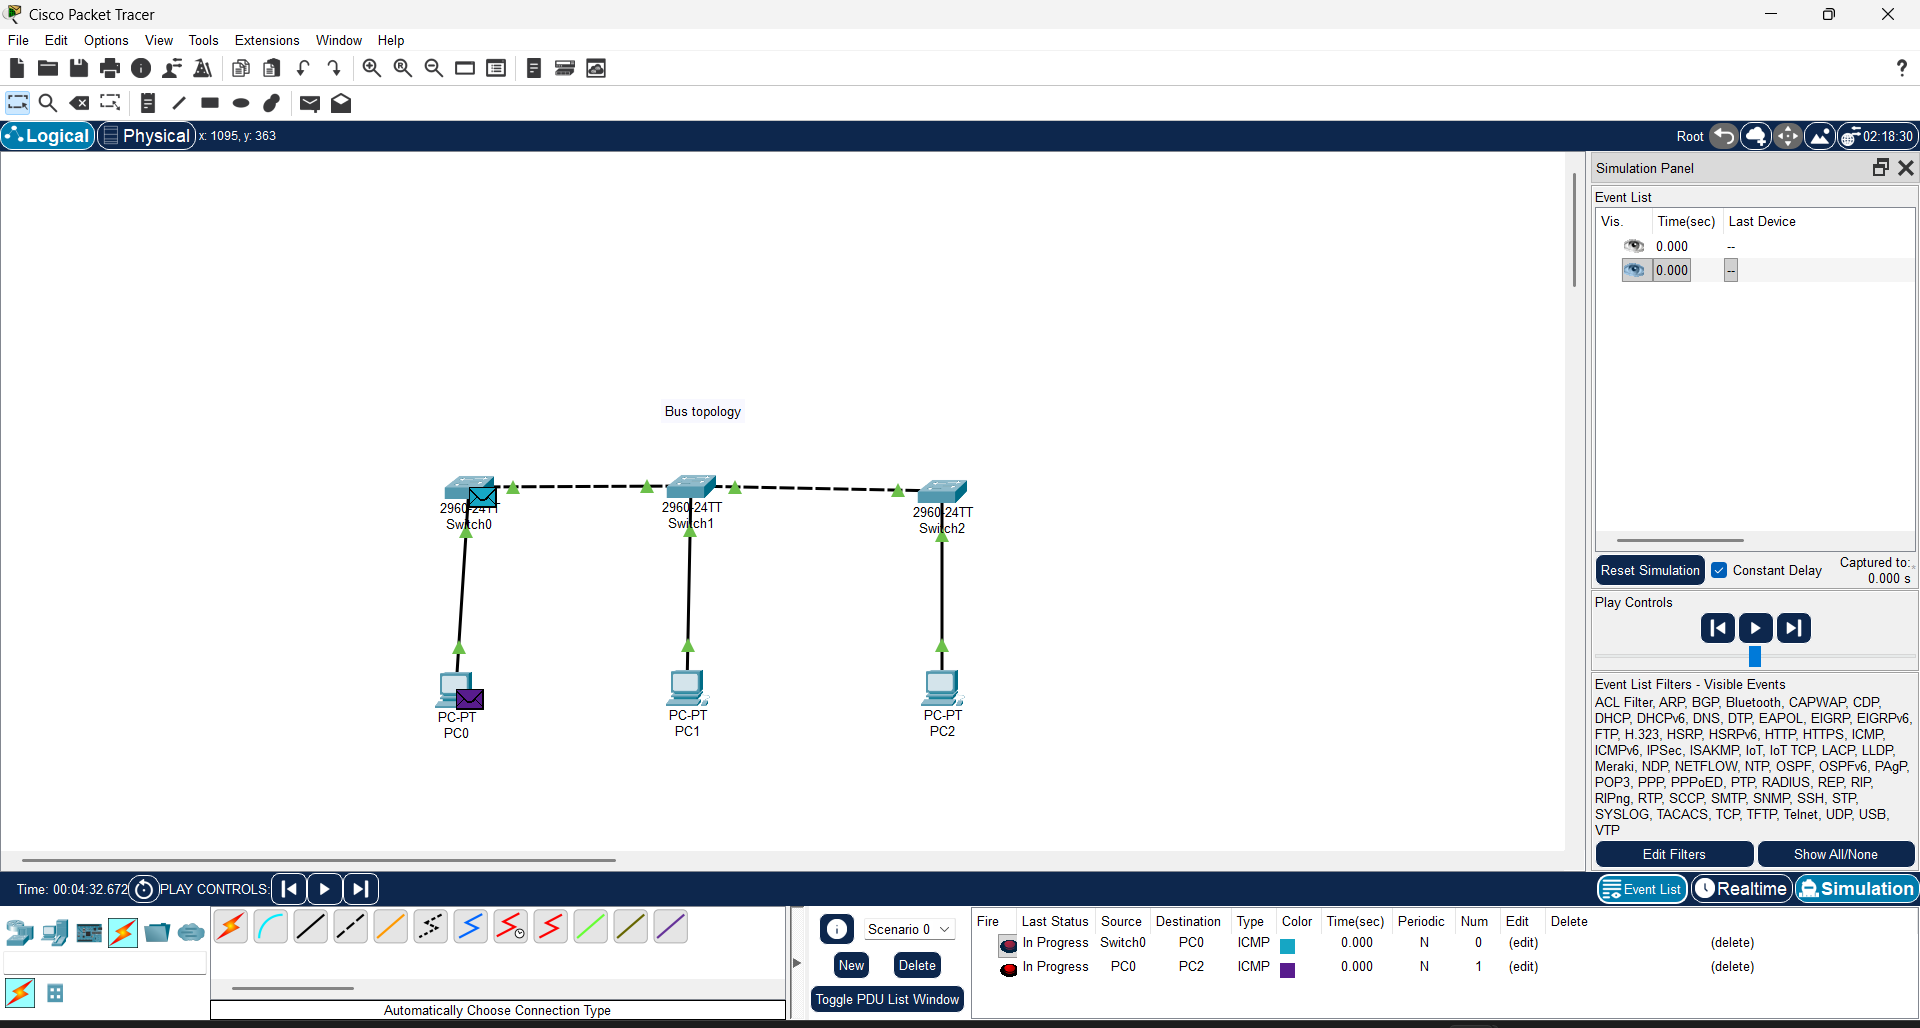 Cisco Packet Tracer
File Edit Options View Tools Extensions Window Help
?
Logical Physical x: 1095, y: 363 Root 02:18:30
Simulation Panel
Event List
Vis. Time(sec) Last Device
0.000 --
0.000 --
Bus topology
2960-24TT
Switch0
2960-24TT
Switch1
2960-24TT
Switch2
PC-PT
PC0
PC-PT
PC1
PC-PT
PC2
Reset Simulation Constant Delay Captured to:
0.000 s
Play Controls
Event List Filters - Visible Events
ACL Filter, ARP, BGP, Bluetooth, CAPWAP, CDP,
DHCP, DHCPv6, DNS, DTP, EAPOL, EIGRP, EIGRPv6,
FTP, H.323, HSRP, HSRPv6, HTTP, HTTPS, ICMP,
ICMPv6, IPSec, ISAKMP, IoT, IoT TCP, LACP, LLDP,
Meraki, NDP, NETFLOW, NTP, OSPF, OSPFv6, PAgP,
POP3, PPP, PPPoED, PTP, RADIUS, REP, RIP,
RIPng, RTP, SCCP, SMTP, SNMP, SSH, STP,
SYSLOG, TACACS, TCP, TFTP, Telnet, UDP, USB,
VTP
Edit Filters Show All/None
Time: 00:04:32.672 PLAY CONTROLS: Event List Realtime Simulation
Scenario 0
New Delete
Toggle PDU List Window
Fire Last Status Source Destination Type Color Time(sec) Periodic Num Edit Delete
In Progress Switch0 PC0 ICMP 0.000 N 0 (edit) (delete)
In Progress PC0 PC2 ICMP 0.000 N 1 (edit) (delete)
Automatically Choose Connection Type